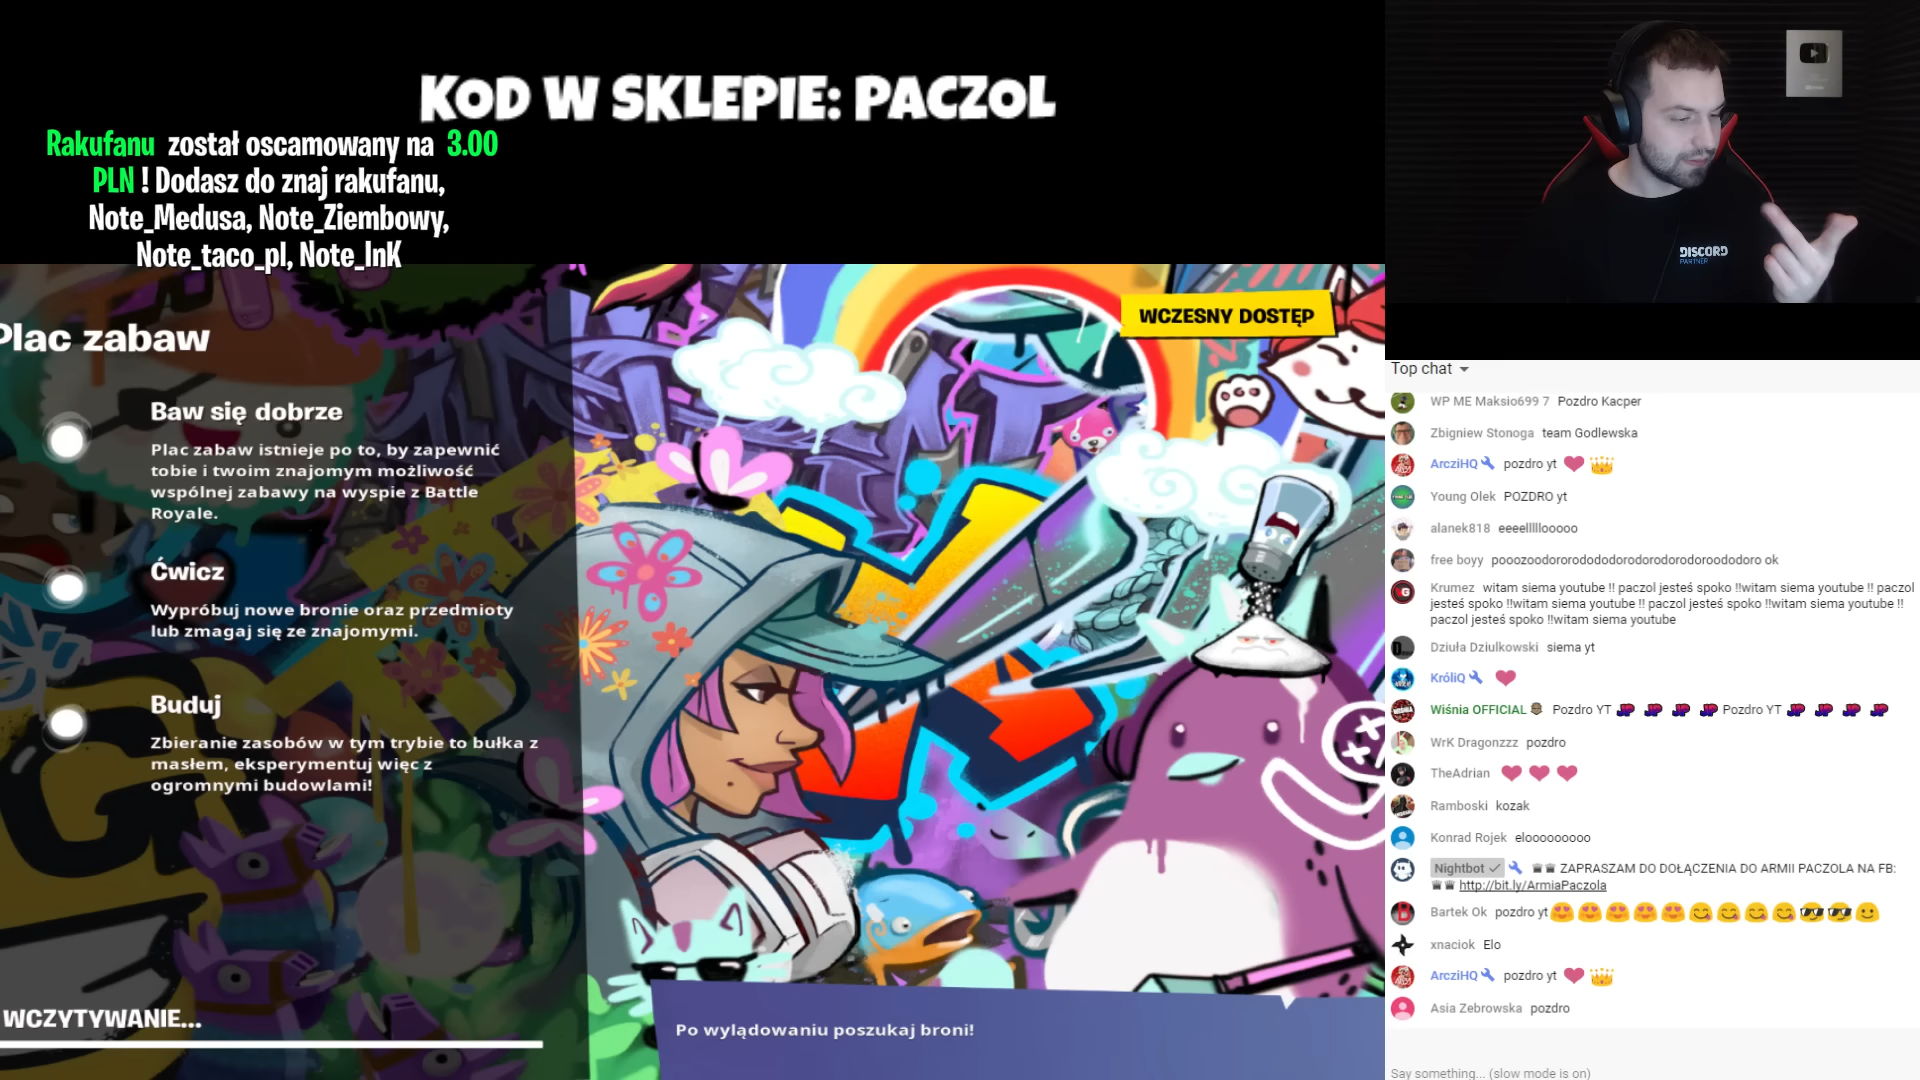 KOD W SKLEPIE: PACZOL
Rakufanu został oscamowany na 3.00
PLN ! Dodasz do znaj rakufanu,
Note_Medusa, Note_Ziembowy,
Note_taco_pl, Note_InK
Plac zabaw
WCZESNY DOSTĘP
Baw się dobrze
Plac zabaw istnieje po to, by zapewnić
tobie i twoim znajomym możliwość
wspólnej zabawy na wyspie z Battle
Royale.
Ćwicz
Wypróbuj nowe bronie oraz przedmioty
lub zmagaj się ze znajomymi.
Buduj
Zbieranie zasobów w tym trybie to bułka z
masłem, eksperymentuj więc z
ogromnymi budowlami!
WCZYTYWANIE...
Po wylądowaniu poszukaj broni!
DISCORD
PARTNER
Top chat
WP ME Maksio699 7 Pozdro Kacper
Zbigniew Stonoga team Godlewska
ArcziHQ pozdro yt
Young Olek POZDRO yt
alanek818 eeeelllllooooo
free boyy pooozoodororodododorodorodorodoroododoro ok
Krumez witam siema youtube !! paczol jesteś spoko !!witam siema youtube !! paczol
jesteś spoko !!witam siema youtube !! paczol jesteś spoko !!witam siema youtube !!
paczol jesteś spoko !!witam siema youtube
Dziuła Dziulkowski siema yt
KróliQ
Wiśnia OFFICIAL Pozdro YT Pozdro YT
WrK Dragonzzz pozdro
TheAdrian
Ramboski kozak
Konrad Rojek elooooooooo
Nightbot ZAPRASZAM DO DOŁĄCZENIA DO ARMII PACZOLA NA FB:
http://bit.ly/ArmiaPaczola
Bartek Ok pozdro yt
xnaciok Elo
ArcziHQ pozdro yt
Asia Zebrowska pozdro
Say something... (slow mode is on)